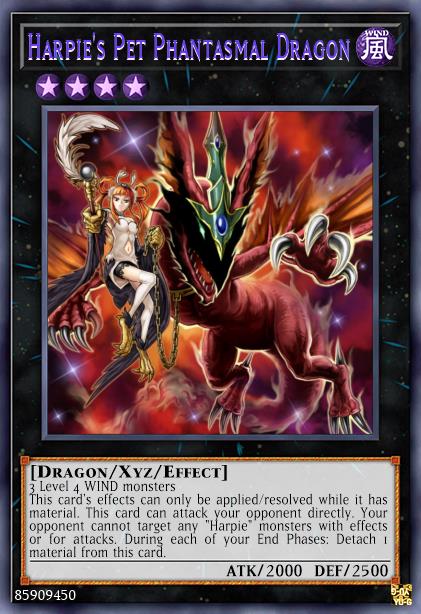 Harpie's Pet Phantasmal Dragon
WIND
風
[Dragon/Xyz/Effect]
3 Level 4 WIND monsters
This card's effects can only be applied/resolved while it has
material. This card can attack your opponent directly. Your
opponent cannot target any "Harpie" monsters with effects
or for attacks. During each of your End Phases: Detach 1
material from this card.
ATK/2000 DEF/2500
85909450